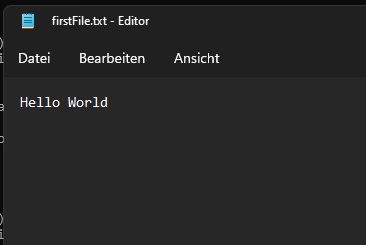 firstFile.txt - Editor
Datei Bearbeiten Ansicht
Hello World